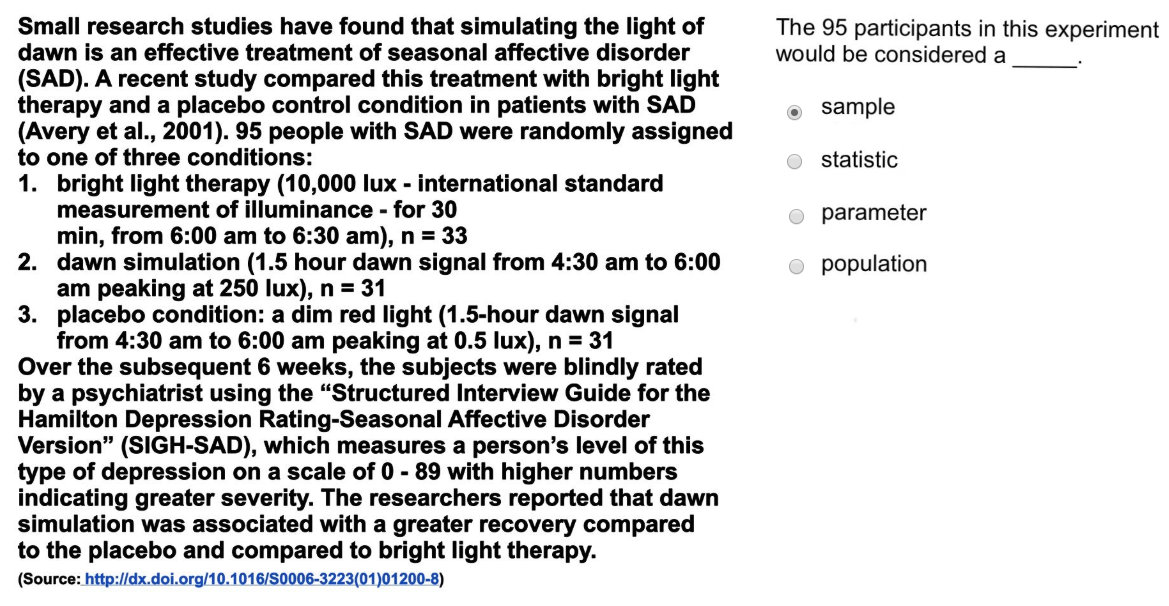 Small research studies have found that simulating the light of
dawn is an effective treatment of seasonal affective disorder
(SAD). A recent study compared this treatment with bright light
therapy and a placebo control condition in patients with SAD
(Avery et al., 2001). 95 people with SAD were randomly assigned
to one of three conditions:
1. bright light therapy (10,000 lux - international standard
measurement of illuminance - for 30
min, from 6:00 am to 6:30 am), n = 33
2. dawn simulation (1.5 hour dawn signal from 4:30 am to 6:00
am peaking at 250 lux), n = 31
3. placebo condition: a dim red light (1.5-hour dawn signal
from 4:30 am to 6:00 am peaking at 0.5 lux), n = 31
Over the subsequent 6 weeks, the subjects were blindly rated
by a psychiatrist using the “Structured Interview Guide for the
Hamilton Depression Rating-Seasonal Affective Disorder
Version” (SIGH-SAD), which measures a person’s level of this
type of depression on a scale of 0 - 89 with higher numbers
indicating greater severity. The researchers reported that dawn
simulation was associated with a greater recovery compared
to the placebo and compared to bright light therapy.
(Source: http://dx.doi.org/10.1016/S0006-3223(01)01200-8)
The 95 participants in this experiment
would be considered a ______.
sample
statistic
parameter
population